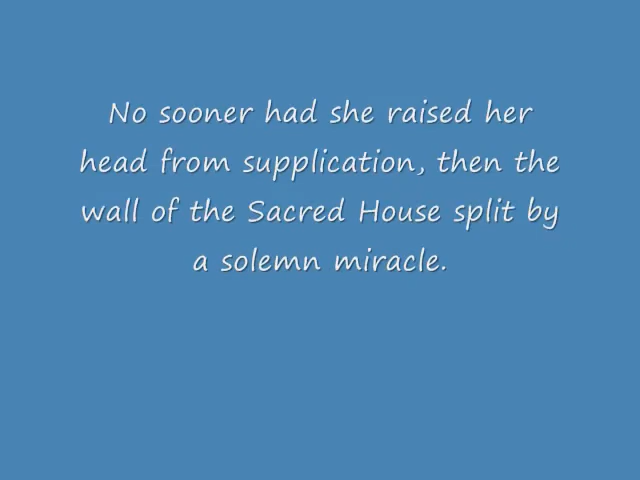 No sooner had she raised her
head from supplication, then the
wall of the Sacred House split by
a solemn miracle.